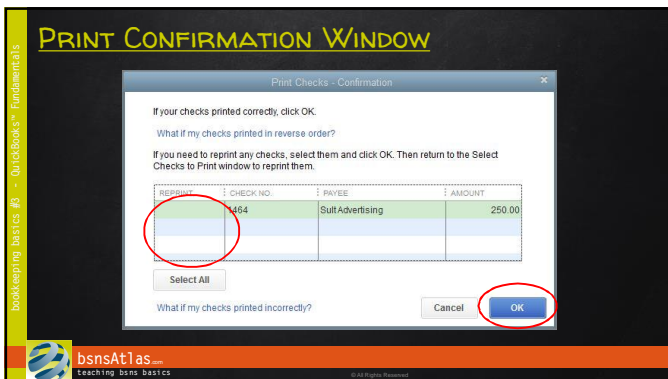 PRINT CONFIRMATION WINDOW
bookkeeping basics #3 - QuickBooks™ Fundamentals
Print Checks - Confirmation ×
If your checks printed correctly, click OK.
What if my checks printed in reverse order?
If you need to reprint any checks, select them and click OK. Then return to the Select
Checks to Print window to reprint them.
REPRINT CHECK NO. PAYEE AMOUNT
1464 Sult Advertising 250.00
Select All
What if my checks printed incorrectly? Cancel OK
bsnsAtlas.com
teaching bsns basics
© All Rights Reserved